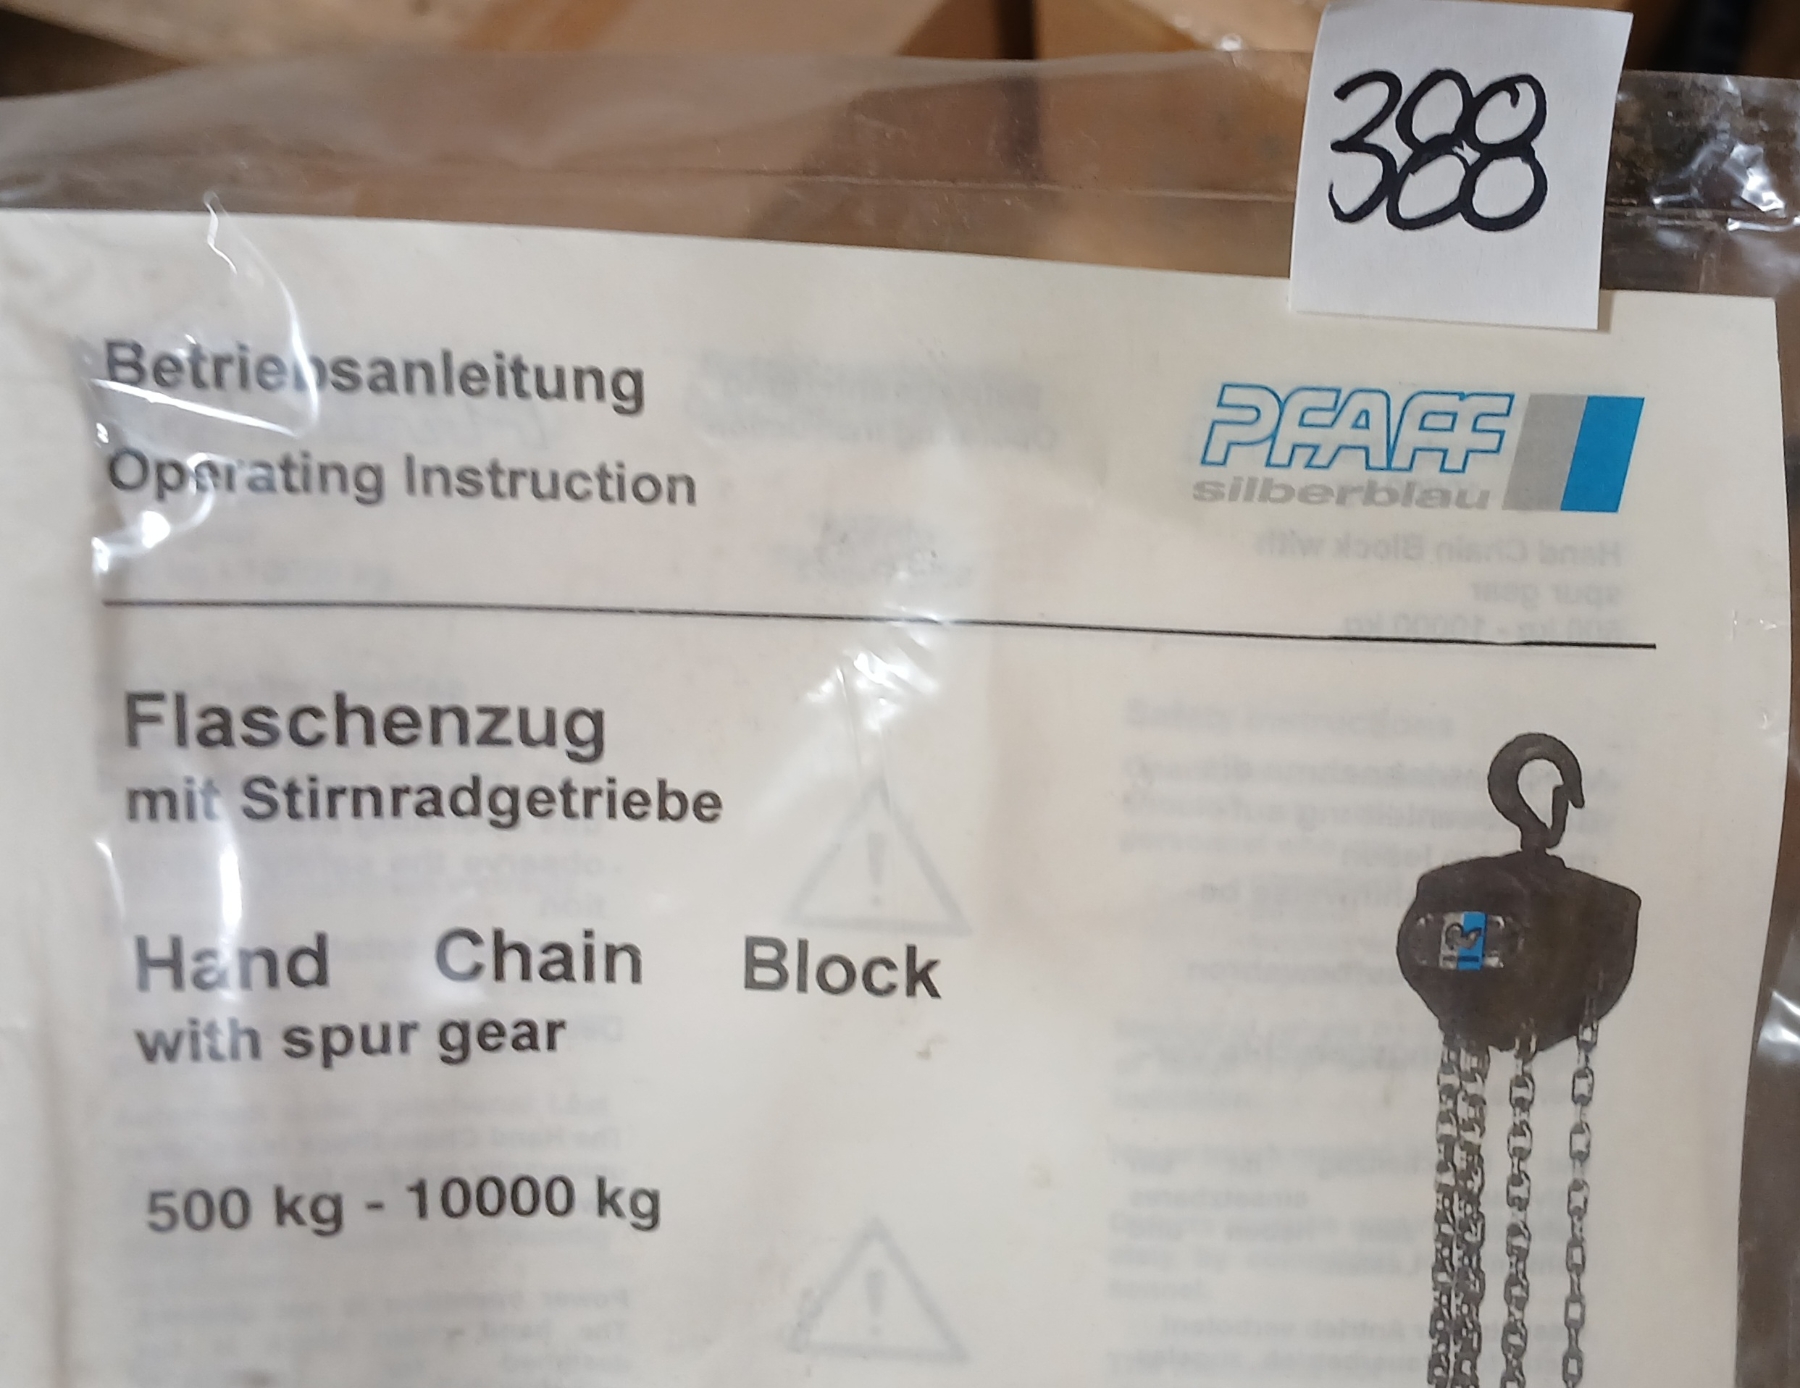 388
Betriebsanleitung
Operating Instruction
PFAFF
silberblau
Flaschenzug
mit Stirnradgetriebe
Hand Chain Block
with spur gear
500 kg - 10000 kg